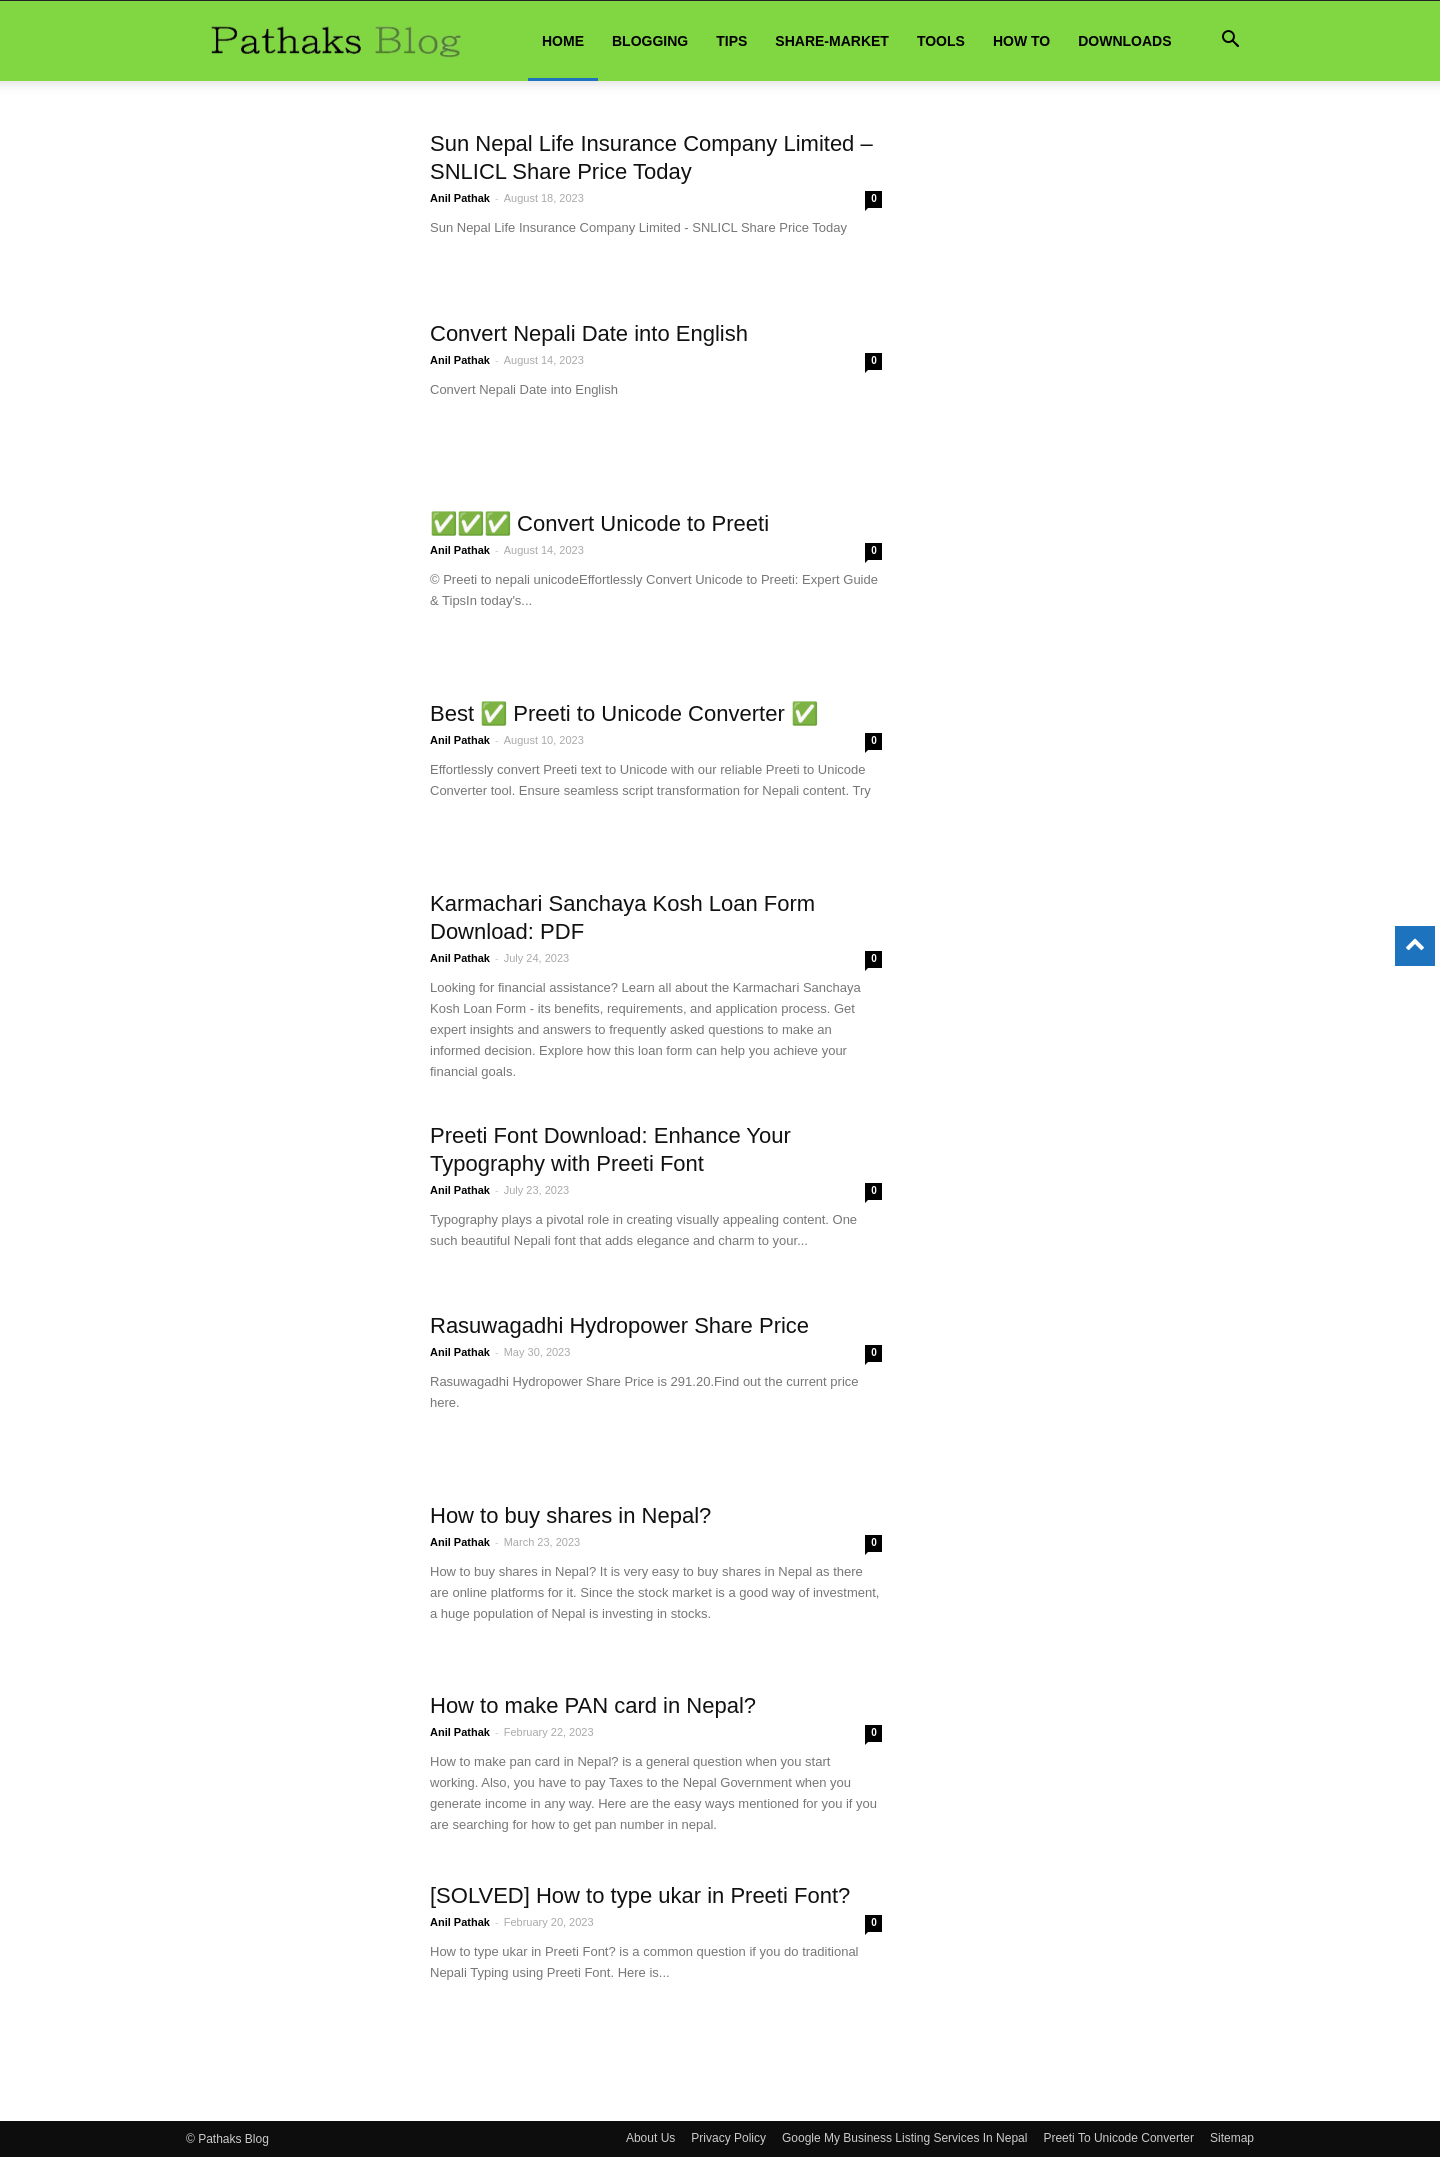 Pathaks Blog
HOME BLOGGING TIPS SHARE-MARKET TOOLS HOW TO DOWNLOADS
Sun Nepal Life Insurance Company Limited –
SNLICL Share Price Today
Anil Pathak - August 18, 2023 0
Sun Nepal Life Insurance Company Limited - SNLICL Share Price Today
Convert Nepali Date into English
Anil Pathak - August 14, 2023 0
Convert Nepali Date into English
✅✅✅ Convert Unicode to Preeti
Anil Pathak - August 14, 2023 0
© Preeti to nepali unicodeEffortlessly Convert Unicode to Preeti: Expert Guide
& TipsIn today's...
Best ✅ Preeti to Unicode Converter ✅
Anil Pathak - August 10, 2023 0
Effortlessly convert Preeti text to Unicode with our reliable Preeti to Unicode
Converter tool. Ensure seamless script transformation for Nepali content. Try
Karmachari Sanchaya Kosh Loan Form
Download: PDF
Anil Pathak - July 24, 2023 0
Looking for financial assistance? Learn all about the Karmachari Sanchaya
Kosh Loan Form - its benefits, requirements, and application process. Get
expert insights and answers to frequently asked questions to make an
informed decision. Explore how this loan form can help you achieve your
financial goals.
Preeti Font Download: Enhance Your
Typography with Preeti Font
Anil Pathak - July 23, 2023 0
Typography plays a pivotal role in creating visually appealing content. One
such beautiful Nepali font that adds elegance and charm to your...
Rasuwagadhi Hydropower Share Price
Anil Pathak - May 30, 2023 0
Rasuwagadhi Hydropower Share Price is 291.20.Find out the current price
here.
How to buy shares in Nepal?
Anil Pathak - March 23, 2023 0
How to buy shares in Nepal? It is very easy to buy shares in Nepal as there
are online platforms for it. Since the stock market is a good way of investment,
a huge population of Nepal is investing in stocks.
How to make PAN card in Nepal?
Anil Pathak - February 22, 2023 0
How to make pan card in Nepal? is a general question when you start
working. Also, you have to pay Taxes to the Nepal Government when you
generate income in any way. Here are the easy ways mentioned for you if you
are searching for how to get pan number in nepal.
[SOLVED] How to type ukar in Preeti Font?
Anil Pathak - February 20, 2023 0
How to type ukar in Preeti Font? is a common question if you do traditional
Nepali Typing using Preeti Font. Here is...
© Pathaks Blog About Us Privacy Policy Google My Business Listing Services In Nepal Preeti To Unicode Converter Sitemap